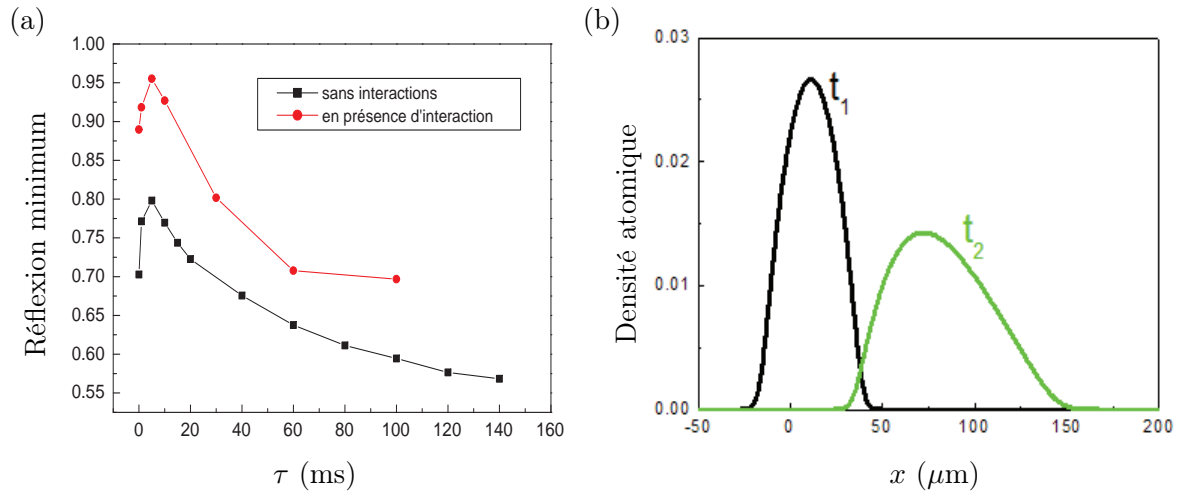 (a)
1.00
0.95
0.90
0.85
0.80
0.75
0.70
0.65
0.60
0.55
Réflexion minimum
sans interactions
en présence d'interaction
0 20 40 60 80 100 120 140 160
τ (ms)
(b)
0.03
0.02
0.01
0.00
Densité atomique
t₁
t₂
-50 0 50 100 150 200
x (μm)